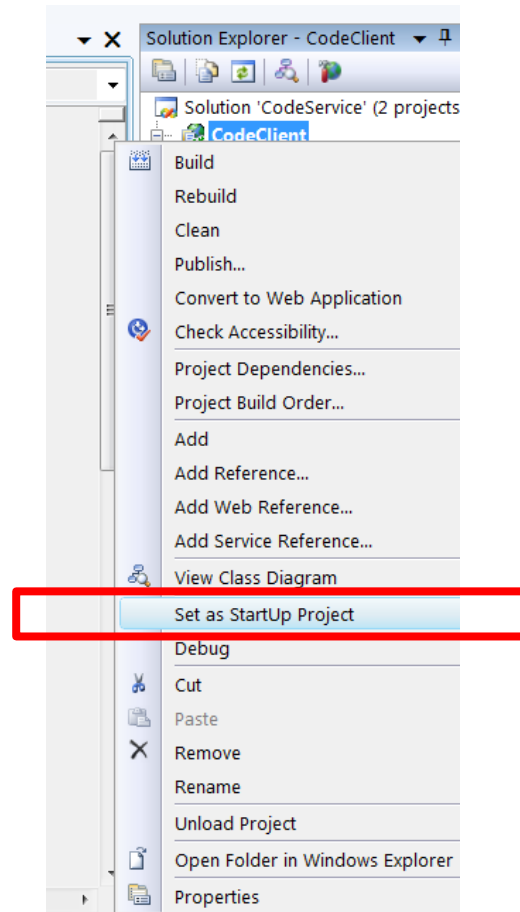 Solution Explorer - CodeClient
Solution 'CodeService' (2 projects
CodeClient
Build
Rebuild
Clean
Publish...
Convert to Web Application
Check Accessibility...
Project Dependencies...
Project Build Order...
Add
Add Reference...
Add Web Reference...
Add Service Reference...
View Class Diagram
Set as StartUp Project
Debug
Cut
Paste
Remove
Rename
Unload Project
Open Folder in Windows Explorer
Properties